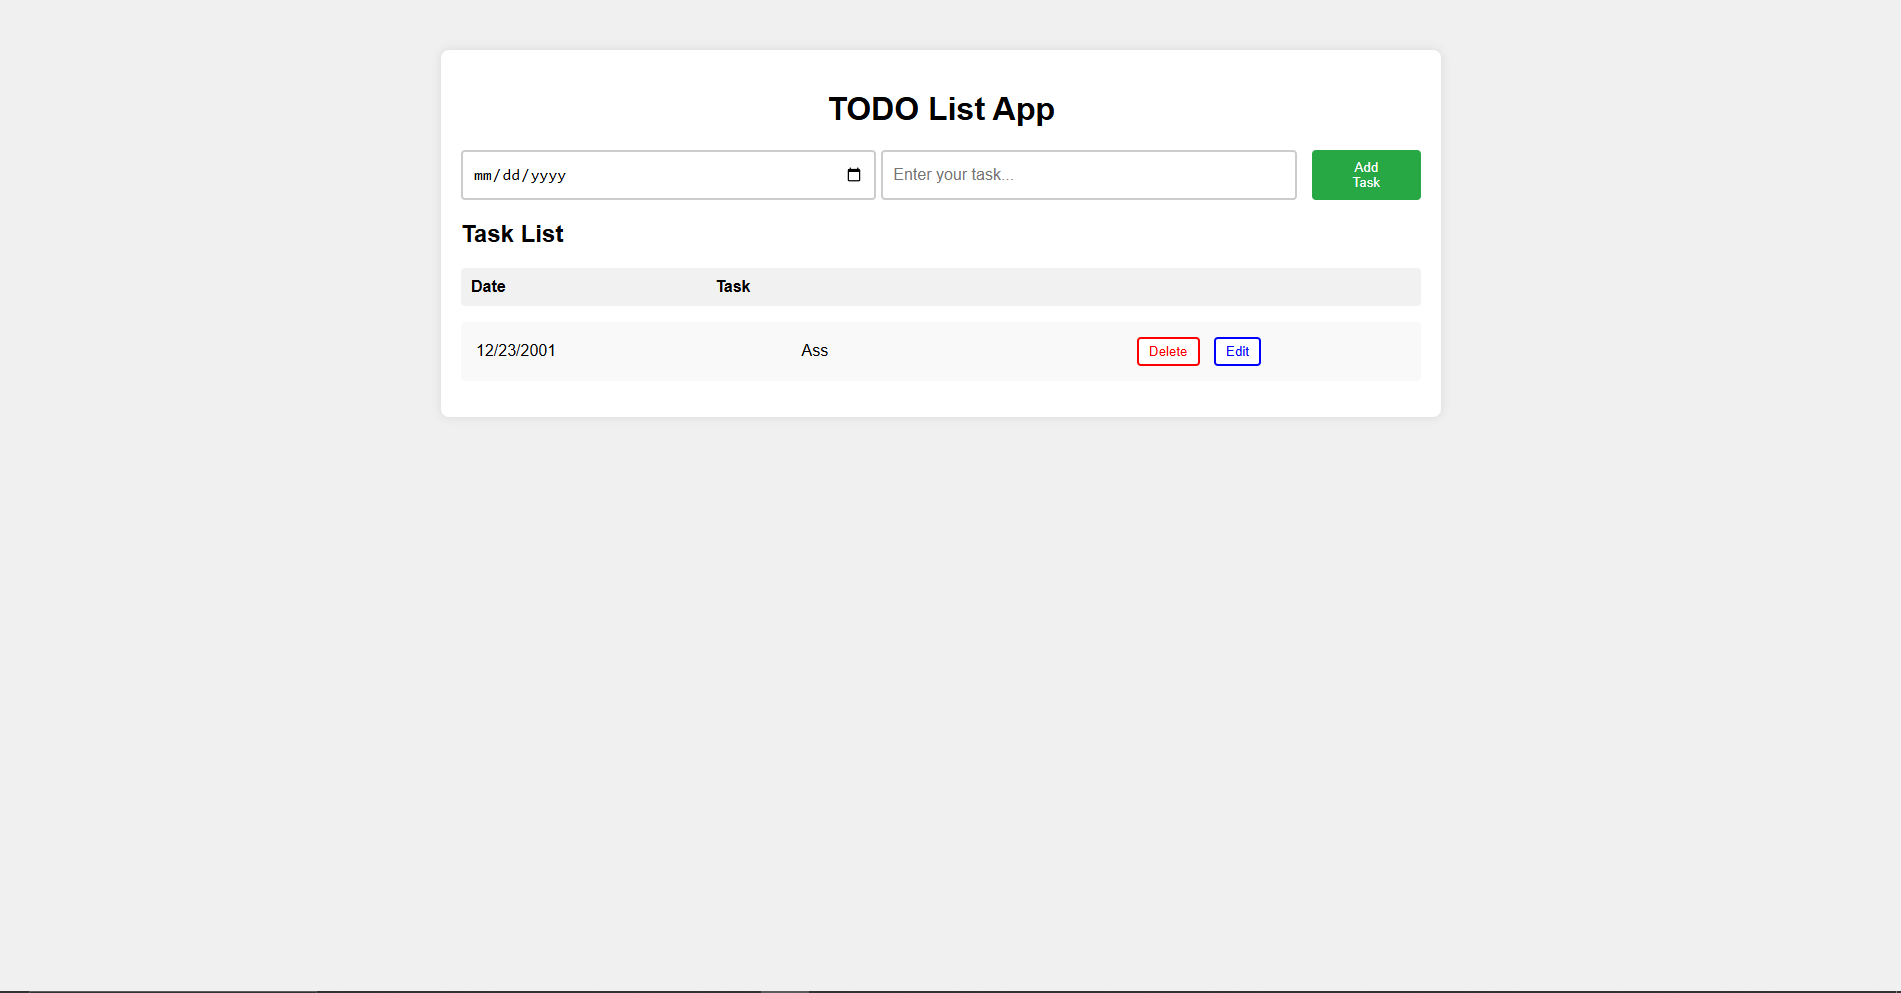 TODO List App
mm/dd/yyyy
Enter your task...
Add
Task
Task List
Date Task
12/23/2001 Ass Delete Edit